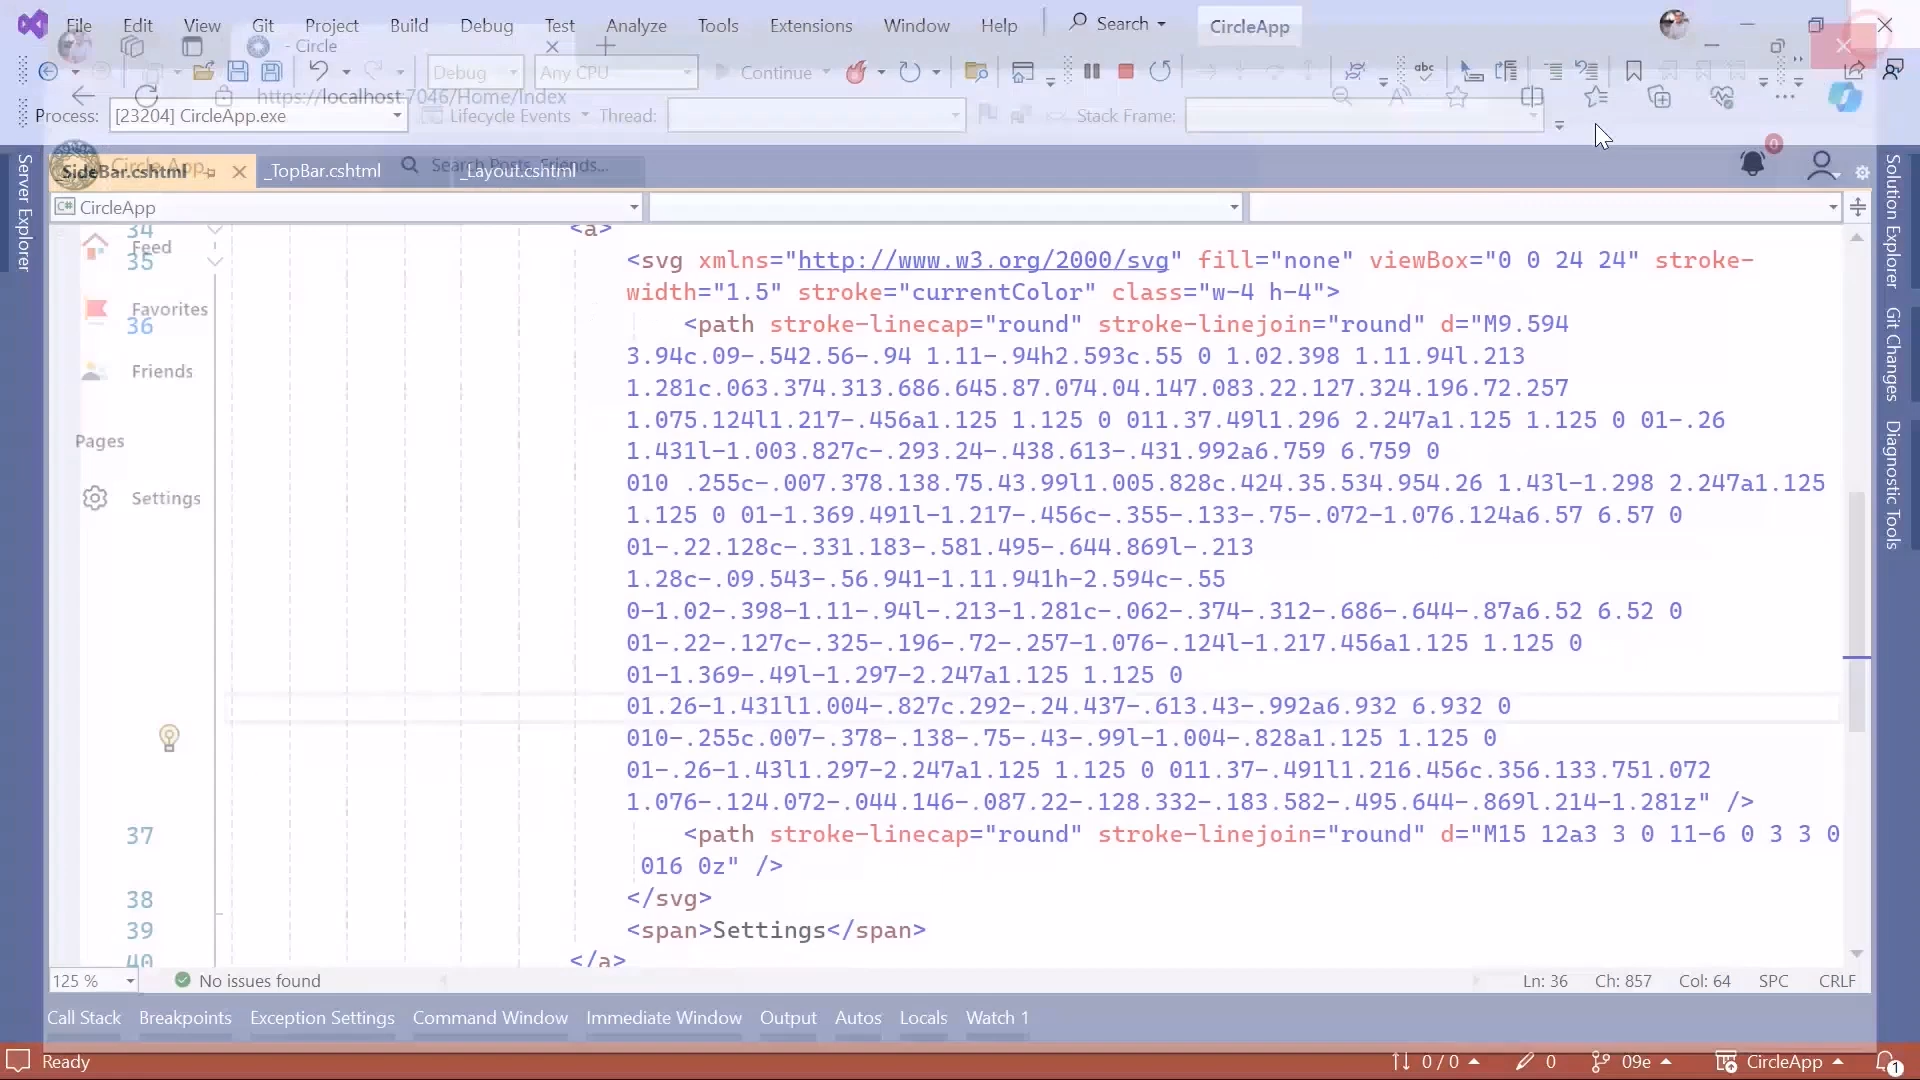 File Edit View Git Project Build Debug Test Analyze Tools Extensions Window Help Search CircleApp
- Circle
Debug Any CPU Continue
https://localhost:7046/Home/Index
Process: [23204] CircleApp.exe Lifecycle Events Thread: Stack Frame:
_SideBar.cshtml _TopBar.cshtml _Layout.cshtml
Circle App Search Posts, Friends... 0
C# CircleApp
Server Explorer
Solution Explorer
Git Changes
Diagnostic Tools
Feed
Favorites
Friends
Pages
Settings
34 <a>
35 <svg xmlns="http://www.w3.org/2000/svg" fill="none" viewBox="0 0 24 24" stroke-
width="1.5" stroke="currentColor" class="w-4 h-4">
36 <path stroke-linecap="round" stroke-linejoin="round" d="M9.594
3.94c.09-.542.56-.94 1.11-.94h2.593c.55 0 1.02.398 1.11.94l.213
1.281c.063.374.313.686.645.87.074.04.147.083.22.127.324.196.72.257
1.075.124l1.217-.456a1.125 1.125 0 011.37.49l1.296 2.247a1.125 1.125 0 01-.26
1.431l-1.003.827c-.293.24-.438.613-.431.992a6.759 6.759 0
010 .255c-.007.378.138.75.43.99l1.005.828c.424.35.534.954.26 1.43l-1.298 2.247a1.125
1.125 0 01-1.369.491l-1.217-.456c-.355-.133-.75-.072-1.076.124a6.57 6.57 0
01-.22.128c-.331.183-.581.495-.644.869l-.213
1.28c-.09.543-.56.941-1.11.941h-2.594c-.55
0-1.02-.398-1.11-.94l-.213-1.281c-.062-.374-.312-.686-.644-.87a6.52 6.52 0
01-.22-.127c-.325-.196-.72-.257-1.076-.124l-1.217.456a1.125 1.125 0
01-1.369-.49l-1.297-2.247a1.125 1.125 0
01.26-1.431l1.004-.827c.292-.24.437-.613.43-.992a6.932 6.932 0
010-.255c.007-.378-.138-.75-.43-.99l-1.004-.828a1.125 1.125 0
01-.26-1.43l1.297-2.247a1.125 1.125 0 011.37-.491l1.216.456c.356.133.751.072
1.076-.124.072-.044.146-.087.22-.128.332-.183.582-.495.644-.869l.214-1.281z" />
37 <path stroke-linecap="round" stroke-linejoin="round" d="M15 12a3 3 0 11-6 0 3 3 0
016 0z" />
38 </svg>
39 <span>Settings</span>
40 </a>
125 % No issues found Ln: 36 Ch: 857 Col: 64 SPC CRLF
Call Stack Breakpoints Exception Settings Command Window Immediate Window Output Autos Locals Watch 1
Ready 0 / 0 0 09e CircleApp 1